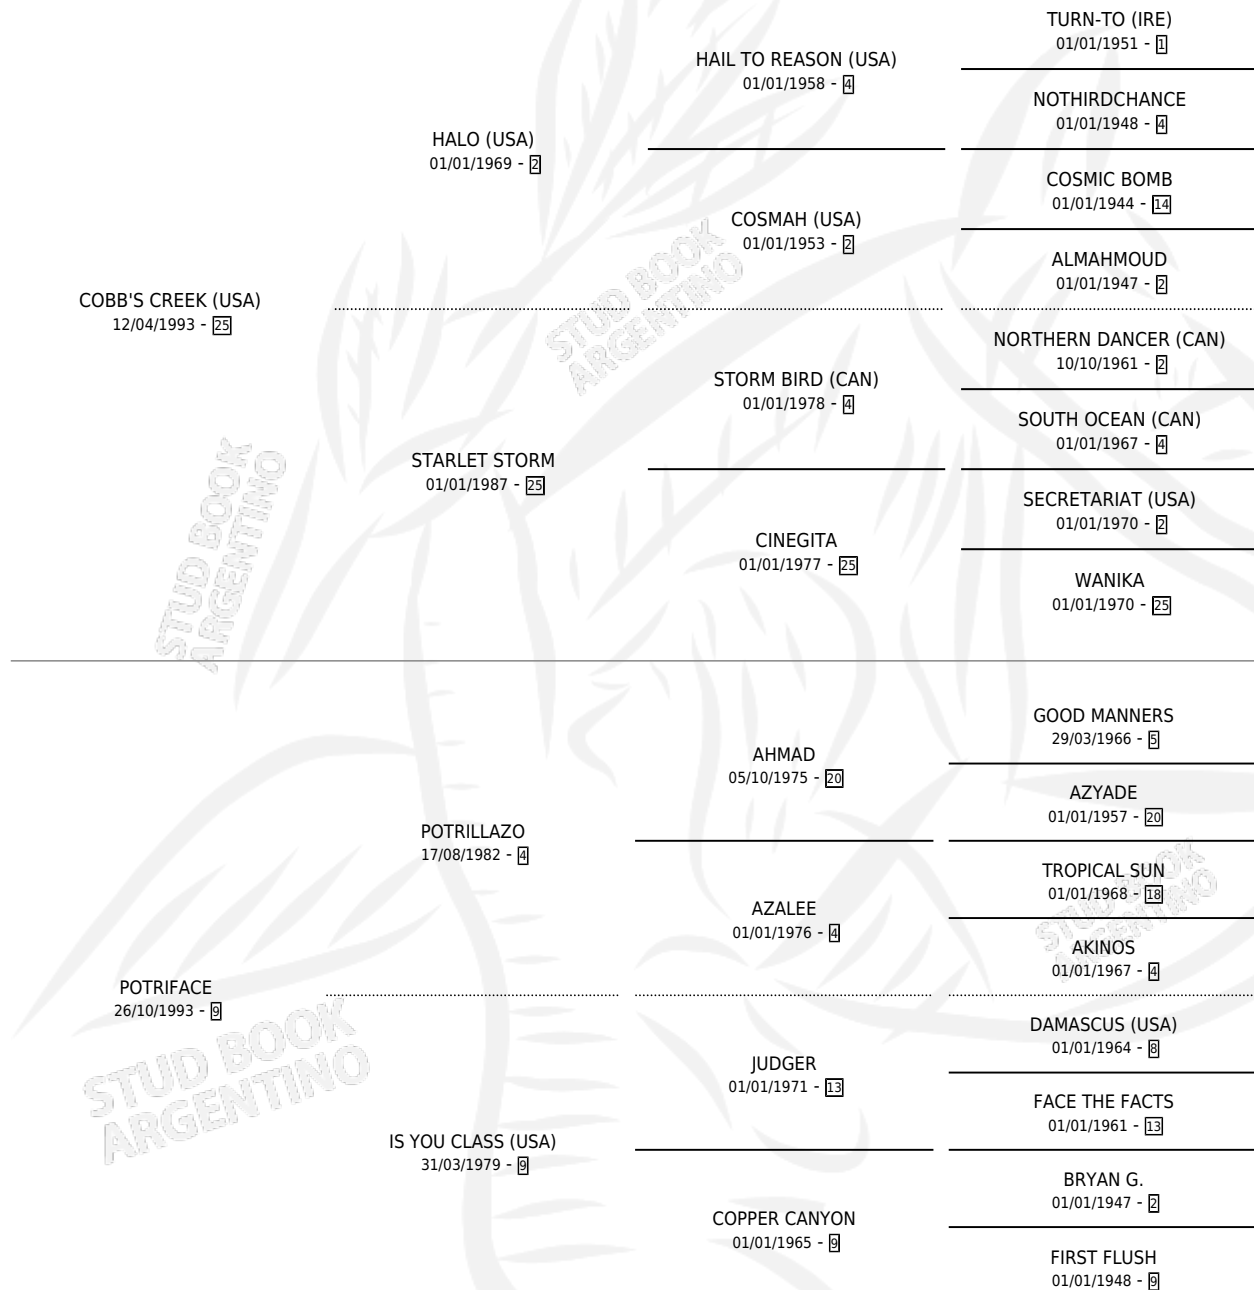 TURN-TO (IRE)
01/01/1951 - 1
HAIL TO REASON (USA)
01/01/1958 - 4
NOTHIRDCHANCE
01/01/1948 - 4
HALO (USA)
01/01/1969 - 2
COSMIC BOMB
01/01/1944 - 14
COSMAH (USA)
01/01/1953 - 2
ALMAHMOUD
01/01/1947 - 2
COBB'S CREEK (USA)
12/04/1993 - 25
NORTHERN DANCER (CAN)
10/10/1961 - 2
STORM BIRD (CAN)
01/01/1978 - 4
SOUTH OCEAN (CAN)
01/01/1967 - 4
STARLET STORM
01/01/1987 - 25
SECRETARIAT (USA)
01/01/1970 - 2
CINEGITA
01/01/1977 - 25
WANIKA
01/01/1970 - 25
GOOD MANNERS
29/03/1966 - 5
AHMAD
05/10/1975 - 20
AZYADE
01/01/1957 - 20
POTRILLAZO
17/08/1982 - 4
TROPICAL SUN
01/01/1968 - 18
AZALEE
01/01/1976 - 4
AKINOS
01/01/1967 - 4
POTRIFACE
26/10/1993 - 9
DAMASCUS (USA)
01/01/1964 - 8
JUDGER
01/01/1971 - 13
FACE THE FACTS
01/01/1961 - 13
IS YOU CLASS (USA)
31/03/1979 - 9
BRYAN G.
01/01/1947 - 2
COPPER CANYON
01/01/1965 - 9
FIRST FLUSH
01/01/1948 - 9
STUD BOOK
ARGENTINO
STUD BOOK
ARGENTINO
STUD BOOK
ARGENTINO
STUD BOOK
ARGENTINO